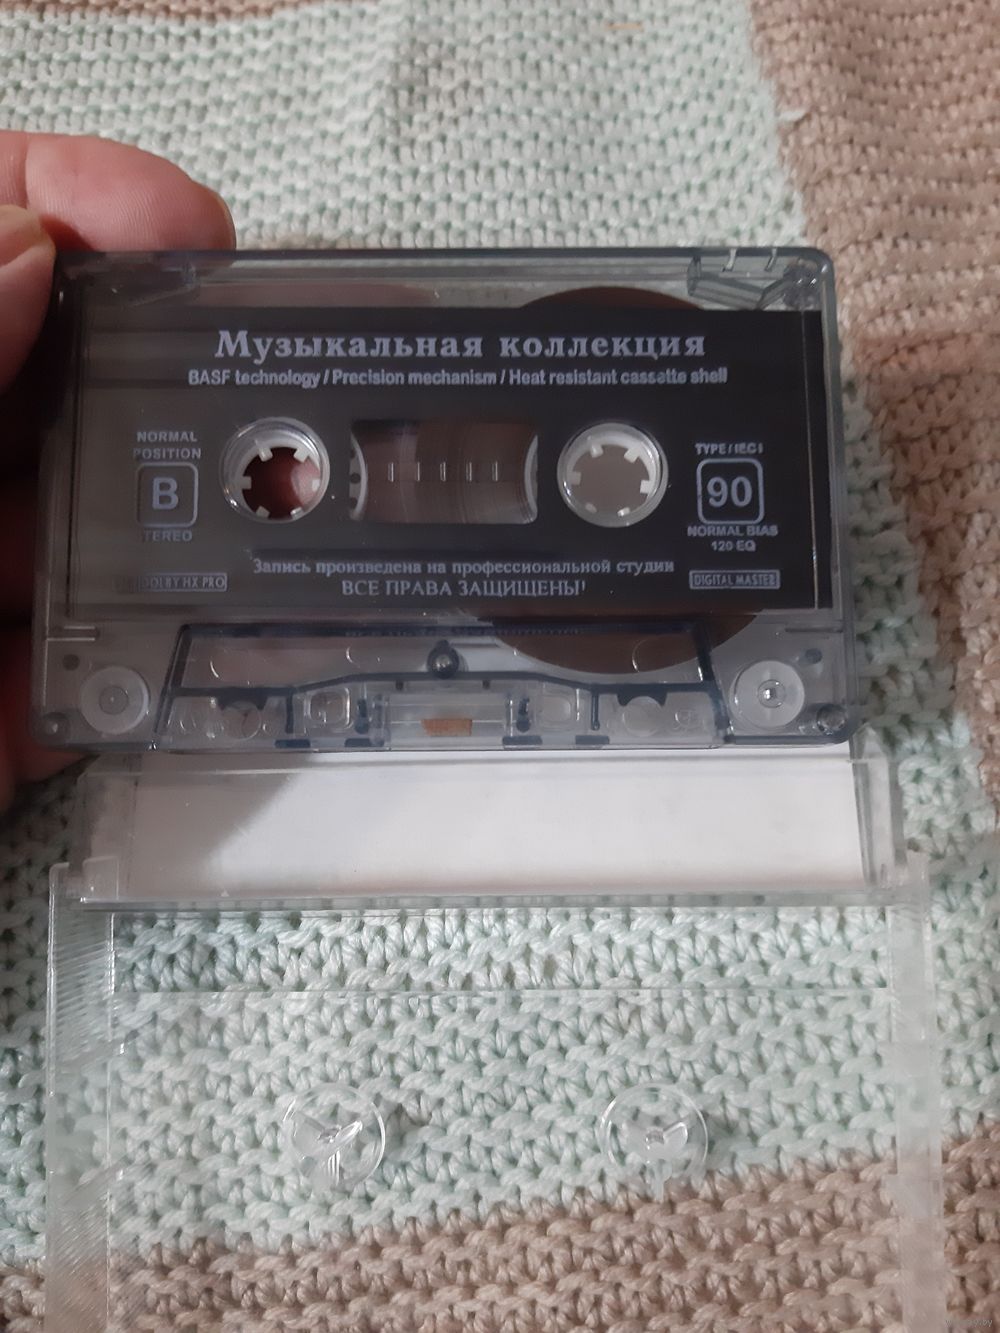 Музыкальная коллекция
BASF technology / Precision mechanism / Heat resistant cassette shell
NORMAL
POSITION
B
TEREO
TYPE I IEC I
90
NORMAL BIAS
120 EQ
Запись произведена на профессиональной студии
ВСЕ ПРАВА ЗАЩИЩЕНЫ!
DOLBY HX PRO
DIGITAL MASTER